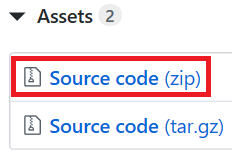 Assets 2
Source code (zip)
Source code (tar.gz)